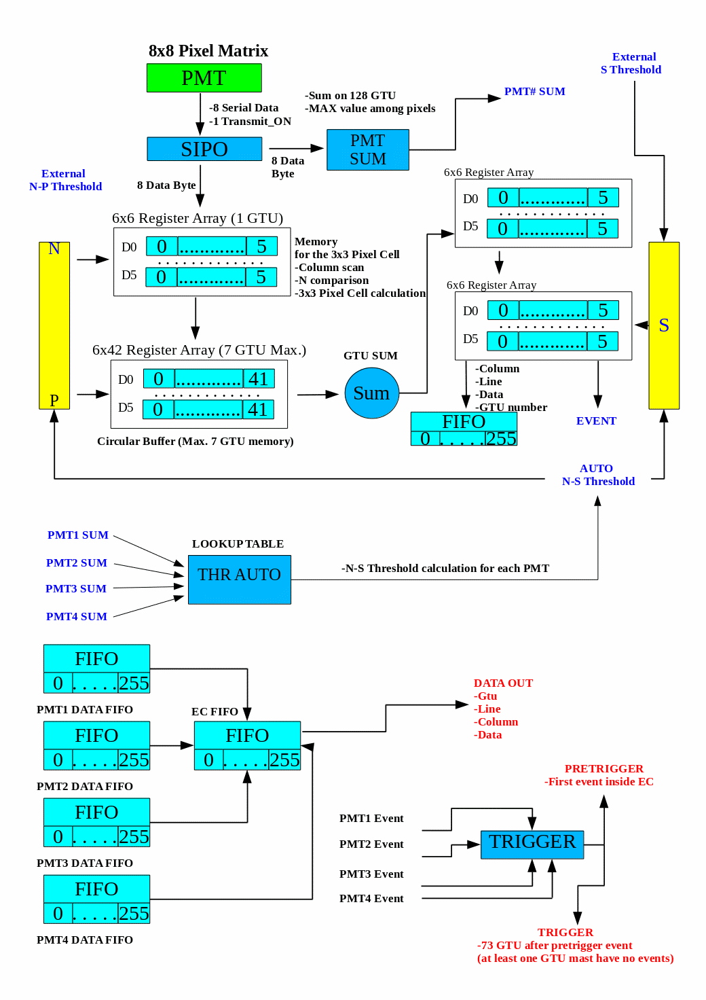 8x8 Pixel Matrix
PMT
-8 Serial Data
-1 Transmit_ON
SIPO
8 Data
Byte
8 Data Byte
-Sum on 128 GTU
-MAX value among pixels
PMT
SUM
PMT# SUM
External
S Threshold
External
N-P Threshold
N
P
6x6 Register Array (1 GTU)
D0 0 ............. 5
. . . . . . . . . . . . .
D5 0 ............. 5
Memory
for the 3x3 Pixel Cell
-Column scan
-N comparison
-3x3 Pixel Cell calculation
6x42 Register Array (7 GTU Max.)
D0 0 ............. 41
. . . . . . . . . . . . .
D5 0 ............. 41
Circular Buffer (Max. 7 GTU memory)
GTU SUM
Sum
6x6 Register Array
D0 0 ............. 5
. . . . . . . . . . . . .
D5 0 ............. 5
6x6 Register Array
D0 0 ............. 5
. . . . . . . . . . . . .
D5 0 ............. 5
S
-Column
-Line
-Data
-GTU number
FIFO
0 . . . . . 255
EVENT
AUTO
N-S Threshold
PMT1 SUM
PMT2 SUM
PMT3 SUM
PMT4 SUM
LOOKUP TABLE
THR AUTO
-N-S Threshold calculation for each PMT
FIFO
0 . . . . . 255
PMT1 DATA FIFO
FIFO
0 . . . . . 255
PMT2 DATA FIFO
FIFO
0 . . . . . 255
PMT3 DATA FIFO
FIFO
0 . . . . . 255
PMT4 DATA FIFO
EC FIFO
FIFO
0 . . . . . 255
DATA OUT
-Gtu
-Line
-Column
-Data
PRETRIGGER
-First event inside EC
PMT1 Event
PMT2 Event
PMT3 Event
PMT4 Event
TRIGGER
TRIGGER
-73 GTU after pretrigger event
(at least one GTU mast have no events)